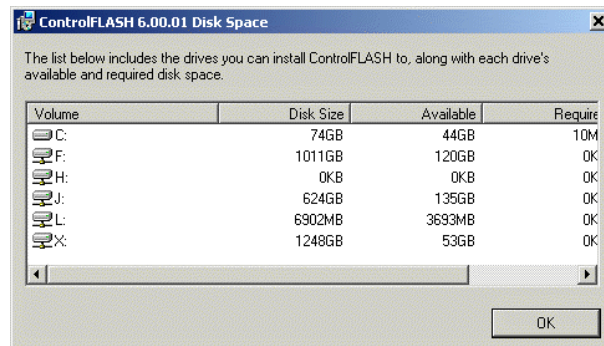 ControlFLASH 6.00.01 Disk Space
The list below includes the drives you can install ControlFLASH to, along with each drive's
available and required disk space.
Volume Disk Size Available Require
C: 74GB 44GB 10M
F: 1011GB 120GB 0K
H: 0KB 0KB 0K
J: 624GB 135GB 0K
L: 6902MB 3693MB 0K
X: 1248GB 53GB 0K
OK